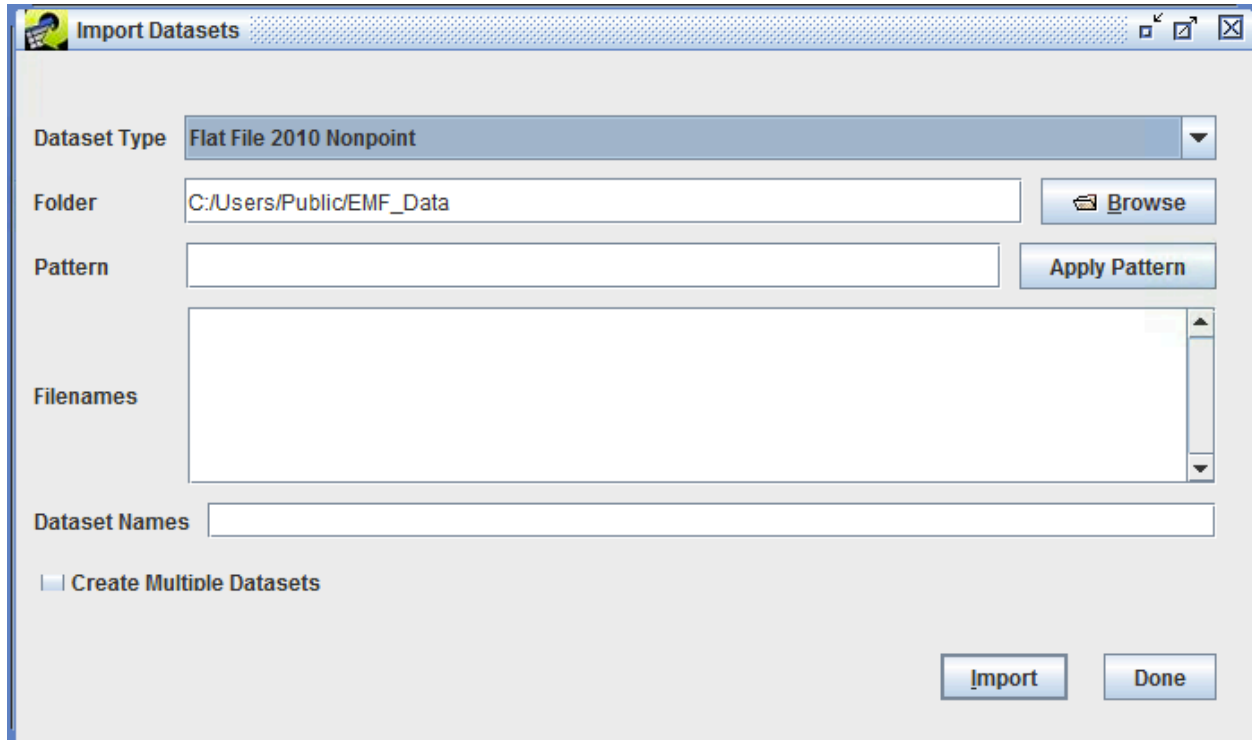 Import Datasets
Dataset Type Flat File 2010 Nonpoint
Folder C:/Users/Public/EMF_Data Browse
Pattern Apply Pattern
Filenames
Dataset Names
Create Multiple Datasets
Import Done